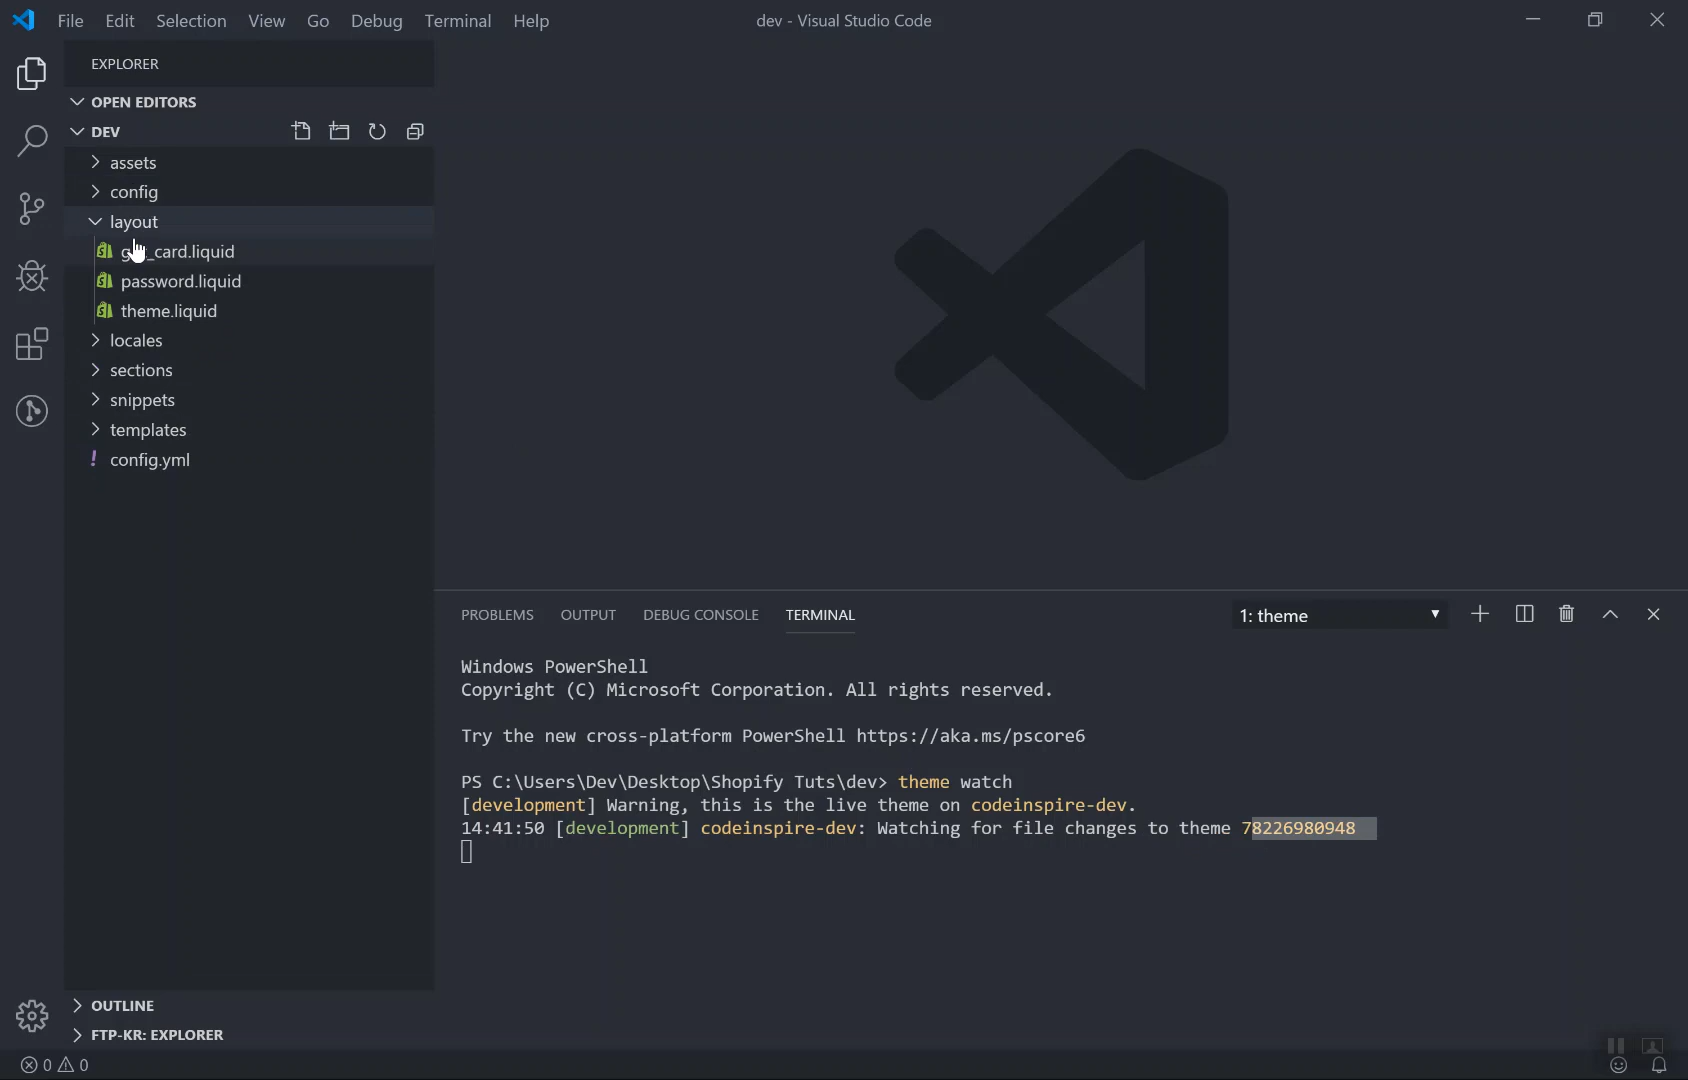 File Edit Selection View Go Debug Terminal Help
dev - Visual Studio Code
EXPLORER
OPEN EDITORS
DEV
assets
config
layout
_card.liquid
password.liquid
theme.liquid
locales
sections
snippets
templates
! config.yml
OUTLINE
FTP-KR: EXPLORER
PROBLEMS OUTPUT DEBUG CONSOLE TERMINAL
1: theme
Windows PowerShell
Copyright (C) Microsoft Corporation. All rights reserved.
Try the new cross-platform PowerShell https://aka.ms/pscore6
PS C:\Users\Dev\Desktop\Shopify Tuts\dev> theme watch
[development] Warning, this is the live theme on codeinspire-dev.
14:41:50 [development] codeinspire-dev: Watching for file changes to theme 78226980948
0 0